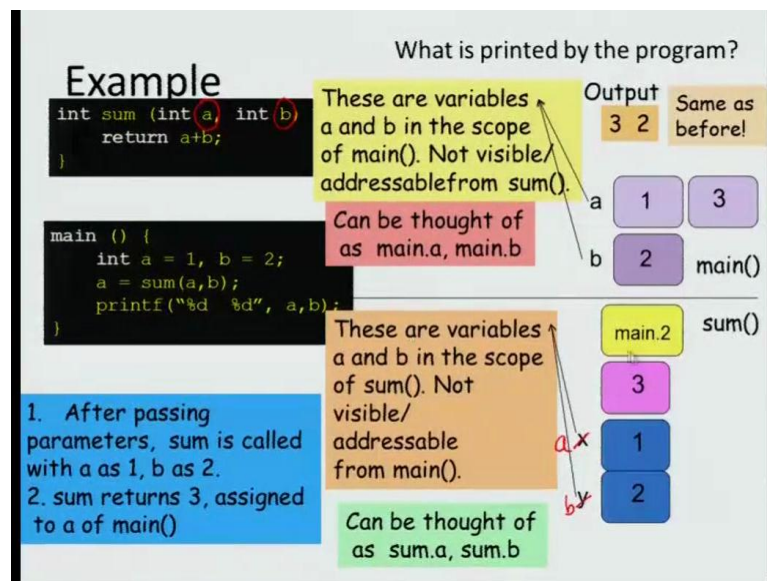 What is printed by the program?
Example
int sum (int a, int b)
return a+b;
}
main () {
int a = 1, b = 2;
a = sum(a,b);
printf("%d %d", a,b);
}
These are variables
a and b in the scope
of main(). Not visible/
addressablefrom sum().
Can be thought of
as main.a, main.b
Output
3 2
Same as
before!
a 1 3
b 2 main()
main.2 sum()
3
a x 1
b y 2
These are variables
a and b in the scope
of sum(). Not
visible/
addressable
from main().
Can be thought of
as sum.a, sum.b
1. After passing
parameters, sum is called
with a as 1, b as 2.
2. sum returns 3, assigned
to a of main()